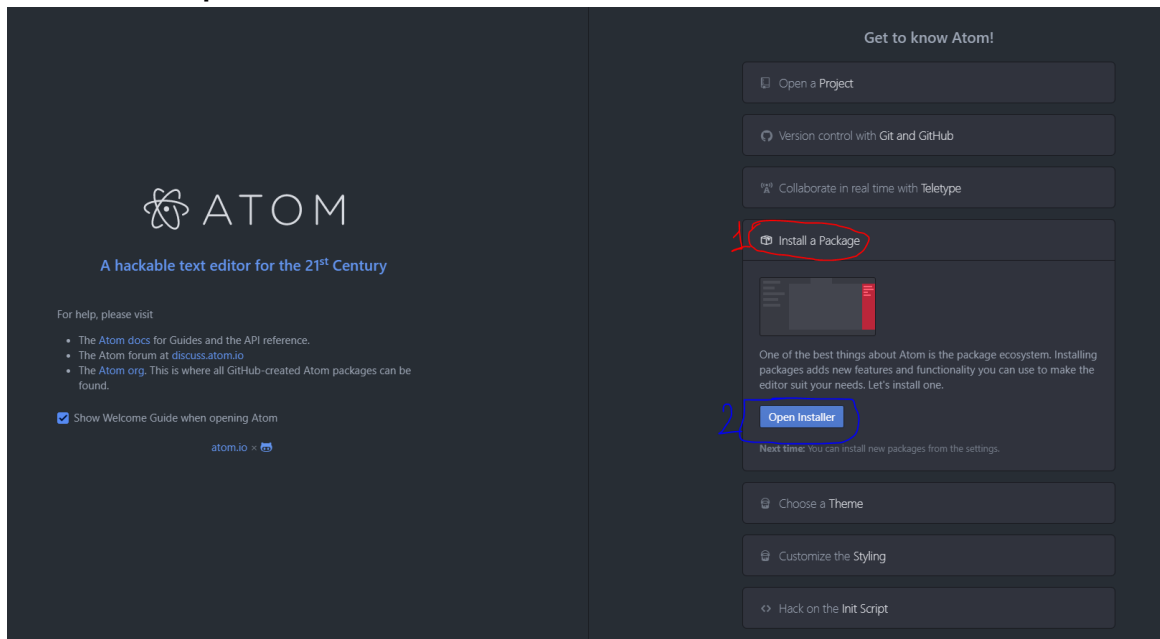 ATOM
A hackable text editor for the 21st Century
For help, please visit
• The Atom docs for Guides and the API reference.
• The Atom forum at discuss.atom.io
• The Atom org. This is where all GitHub-created Atom packages can be
found.
Show Welcome Guide when opening Atom
atom.io ×
Get to know Atom!
Open a Project
Version control with Git and GitHub
Collaborate in real time with Teletype
1 Install a Package
One of the best things about Atom is the package ecosystem. Installing
packages adds new features and functionality you can use to make the
editor suit your needs. Let's install one.
2 Open Installer
Next time: You can install new packages from the settings.
Choose a Theme
Customize the Styling
Hack on the Init Script